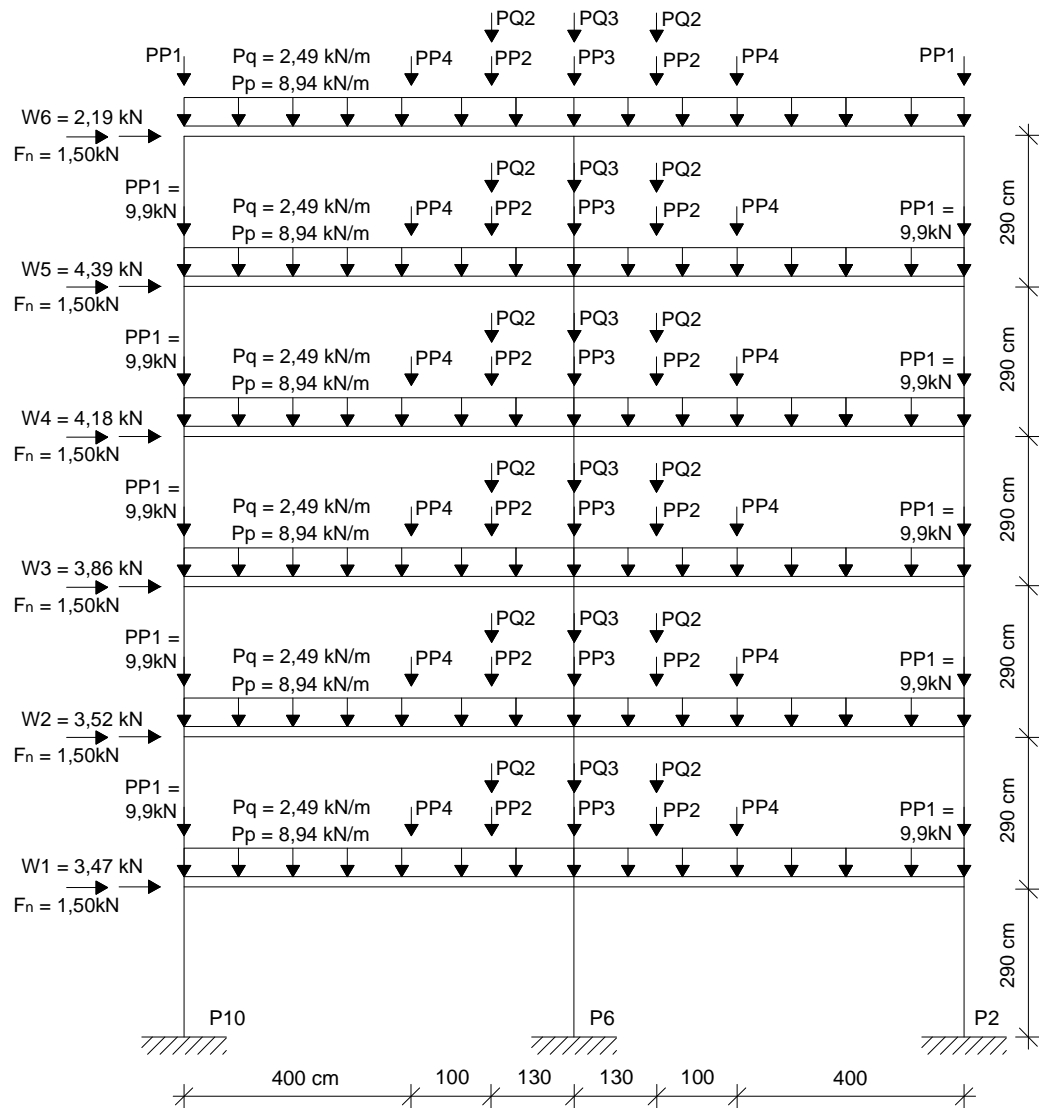 PQ2 PQ3 PQ2
PP1 Pq = 2,49 kN/m PP4 PP2 PP3 PP2 PP4 PP1
Pp = 8,94 kN/m
W6 = 2,19 kN
Fn = 1,50kN
PQ2 PQ3 PQ2
PP1 = Pq = 2,49 kN/m PP4 PP2 PP3 PP2 PP4 PP1 =
9,9kN Pp = 8,94 kN/m 9,9kN
290 cm
W5 = 4,39 kN
Fn = 1,50kN
PQ2 PQ3 PQ2
PP1 = Pq = 2,49 kN/m PP4 PP2 PP3 PP2 PP4 PP1 =
9,9kN Pp = 8,94 kN/m 9,9kN
290 cm
W4 = 4,18 kN
Fn = 1,50kN
PQ2 PQ3 PQ2
PP1 = Pq = 2,49 kN/m PP4 PP2 PP3 PP2 PP4 PP1 =
9,9kN Pp = 8,94 kN/m 9,9kN
290 cm
W3 = 3,86 kN
Fn = 1,50kN
PQ2 PQ3 PQ2
PP1 = Pq = 2,49 kN/m PP4 PP2 PP3 PP2 PP4 PP1 =
9,9kN Pp = 8,94 kN/m 9,9kN
290 cm
W2 = 3,52 kN
Fn = 1,50kN
PQ2 PQ3 PQ2
PP1 = Pq = 2,49 kN/m PP4 PP2 PP3 PP2 PP4 PP1 =
9,9kN Pp = 8,94 kN/m 9,9kN
290 cm
W1 = 3,47 kN
Fn = 1,50kN
290 cm
P10 P6 P2
400 cm 100 130 130 100 400